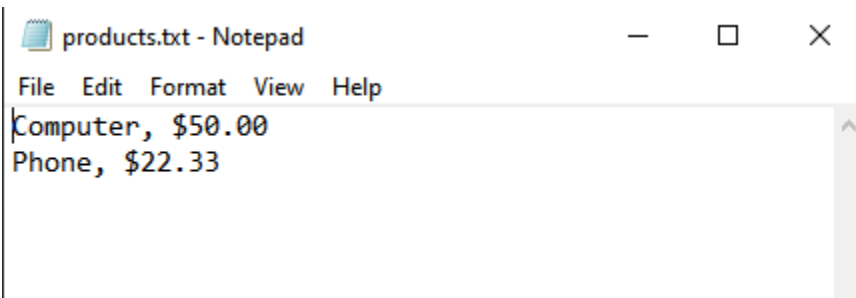 products.txt - Notepad
File Edit Format View Help
Computer, $50.00
Phone, $22.33